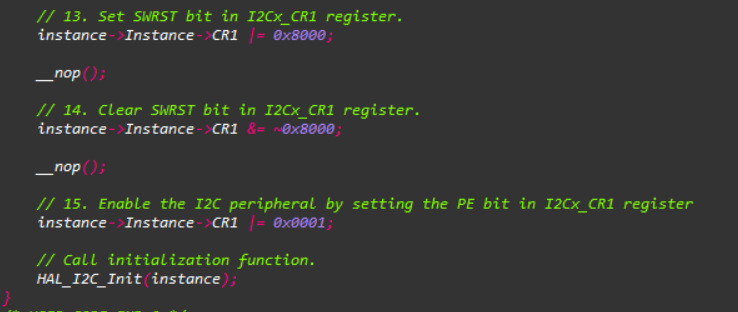 // 13. Set SWRST bit in I2Cx_CR1 register.
instance->Instance->CR1 |= 0x8000;
__nop();
// 14. Clear SWRST bit in I2Cx_CR1 register.
instance->Instance->CR1 &= ~0x8000;
__nop();
// 15. Enable the I2C peripheral by setting the PE bit in I2Cx_CR1 register
instance->Instance->CR1 |= 0x0001;
// Call initialization function.
HAL_I2C_Init(instance);
}